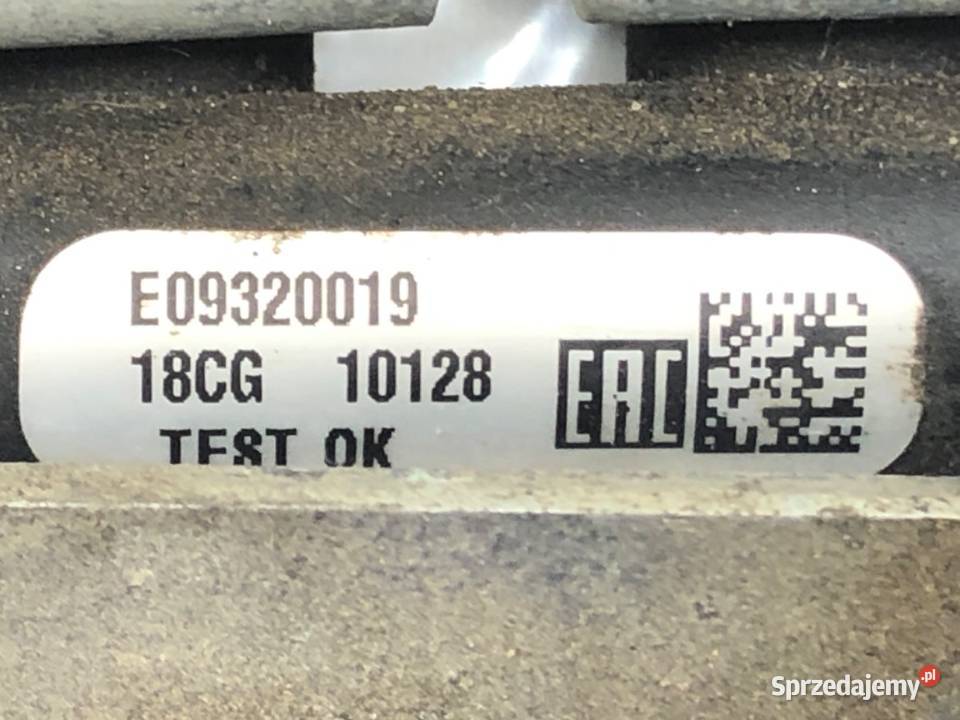 E09320019
18CG 10128
EAC
TEST OK
Sprzedajemy.pl